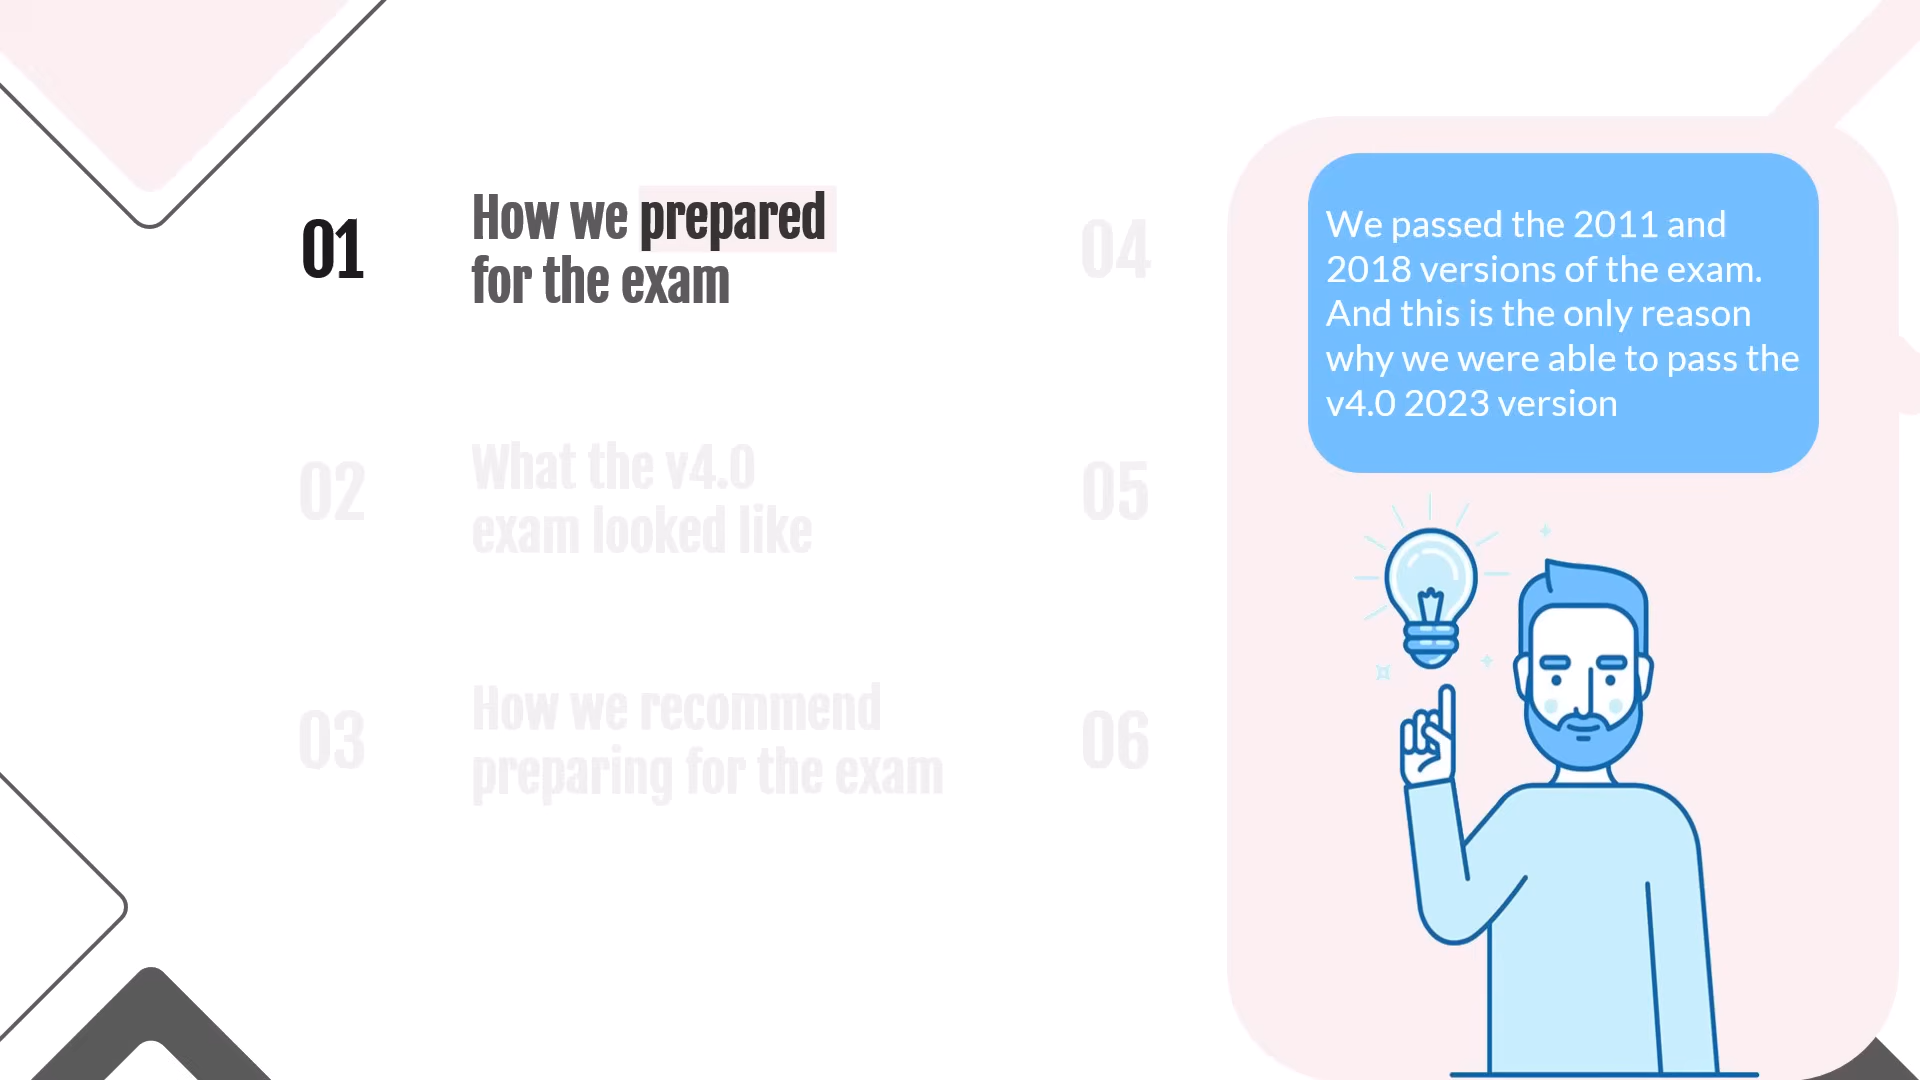 01
How we prepared
for the exam
02
What the v4.0
exam looked like
03
How we recommend
preparing for the exam
04
05
06
We passed the 2011 and
2018 versions of the exam.
And this is the only reason
why we were able to pass the
v4.0 2023 version